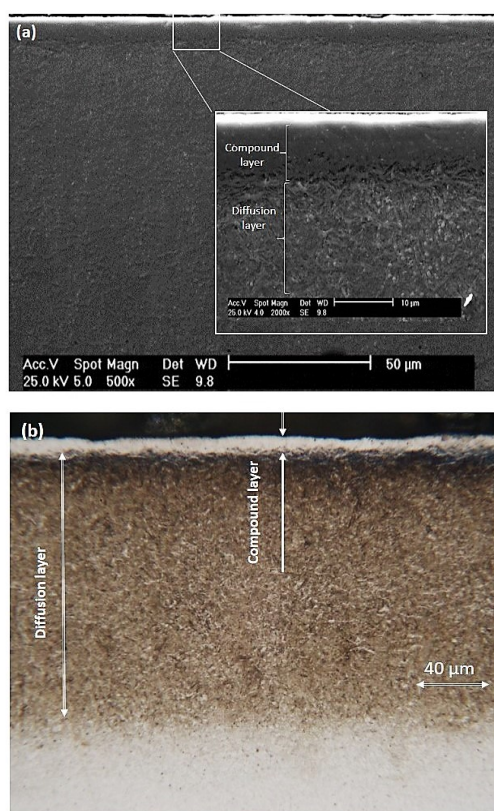 (a)
Compound
layer
Diffusion
layer
Acc.V Spot Magn Det WD 10 µm
25.0 kV 4.0 2000x SE 9.8
Acc.V Spot Magn Det WD 50 µm
25.0 kV 5.0 500x SE 9.8
(b)
Diffusion layer
Compound layer
40 µm